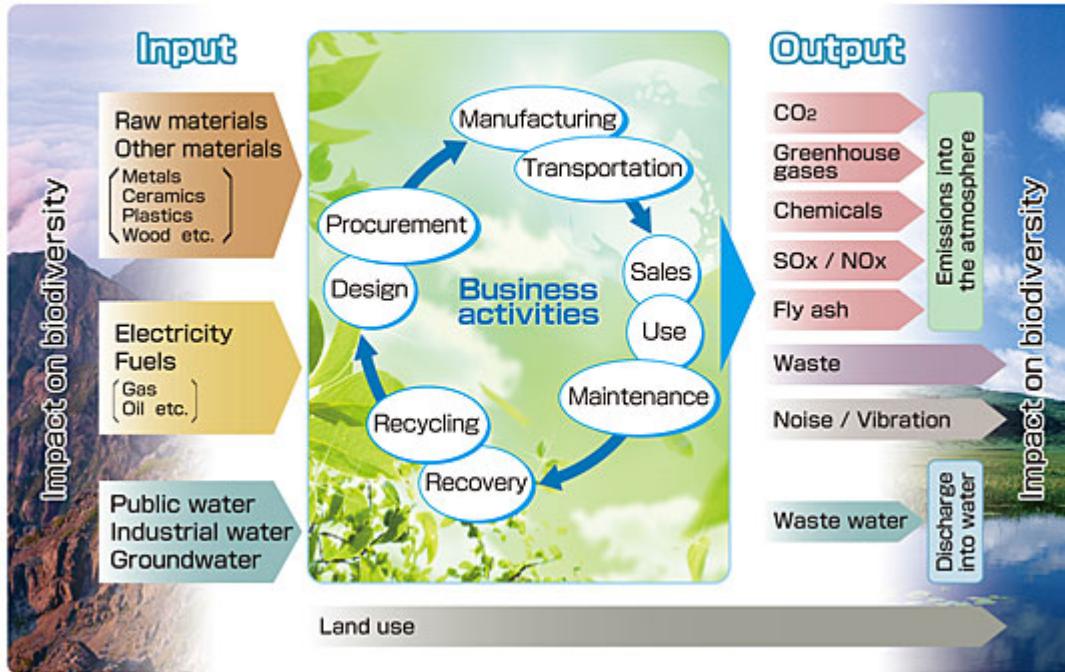 Input
Output
Impact on biodiversity
Raw materials
Other materials
Metals
Ceramics
Plastics
Wood etc.
Electricity
Fuels
Gas
Oil etc.
Public water
Industrial water
Groundwater
Manufacturing
Transportation
Procurement
Design
Business
activities
Sales
Use
Maintenance
Recycling
Recovery
CO₂
Greenhouse
gases
Chemicals
SOx / NOx
Fly ash
Emissions into
the atmosphere
Waste
Noise / Vibration
Waste water
Discharge
into water
Impact on biodiversity
Land use